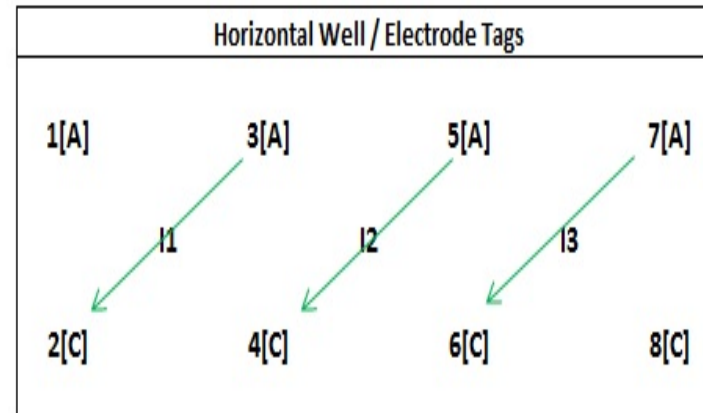 Horizontal Well / Electrode Tags
1[A] 3[A] 5[A] 7[A]
I1 I2 I3
2[C] 4[C] 6[C] 8[C]